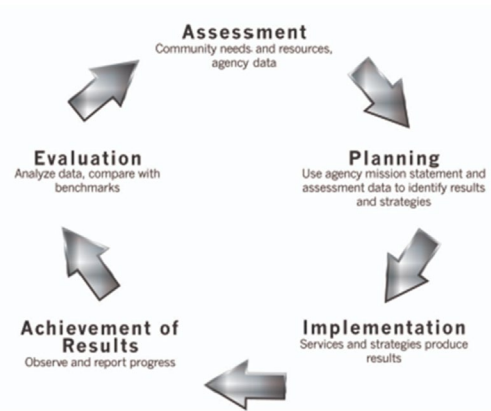 Assessment
Community needs and resources,
agency data
Planning
Use agency mission statement and
assessment data to identify results
and strategies
Implementation
Services and strategies produce
results
Achievement of
Results
Observe and report progress
Evaluation
Analyze data, compare with
benchmarks